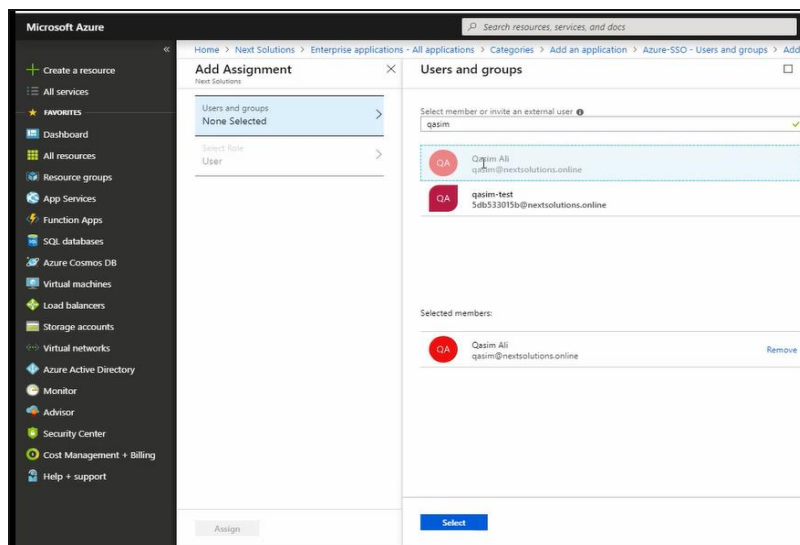 Microsoft Azure
Search resources, services, and docs
«
Home > Next Solutions > Enterprise applications - All applications > Categories > Add an application > Azure-SSO - Users and groups > Add
Create a resource
All services
FAVORITES
Dashboard
All resources
Resource groups
App Services
Function Apps
SQL databases
Azure Cosmos DB
Virtual machines
Load balancers
Storage accounts
Virtual networks
Azure Active Directory
Monitor
Advisor
Security Center
Cost Management + Billing
Help + support
Add Assignment
Next Solutions
Users and groups
None Selected
Select Role
User
Assign
Users and groups
Select member or invite an external user
qasim
QA
Qasim Ali
qasim@nextsolutions.online
QA
qasim-test
5db533015b@nextsolutions.online
Selected members:
QA
Qasim Ali
qasim@nextsolutions.online
Remove
Select